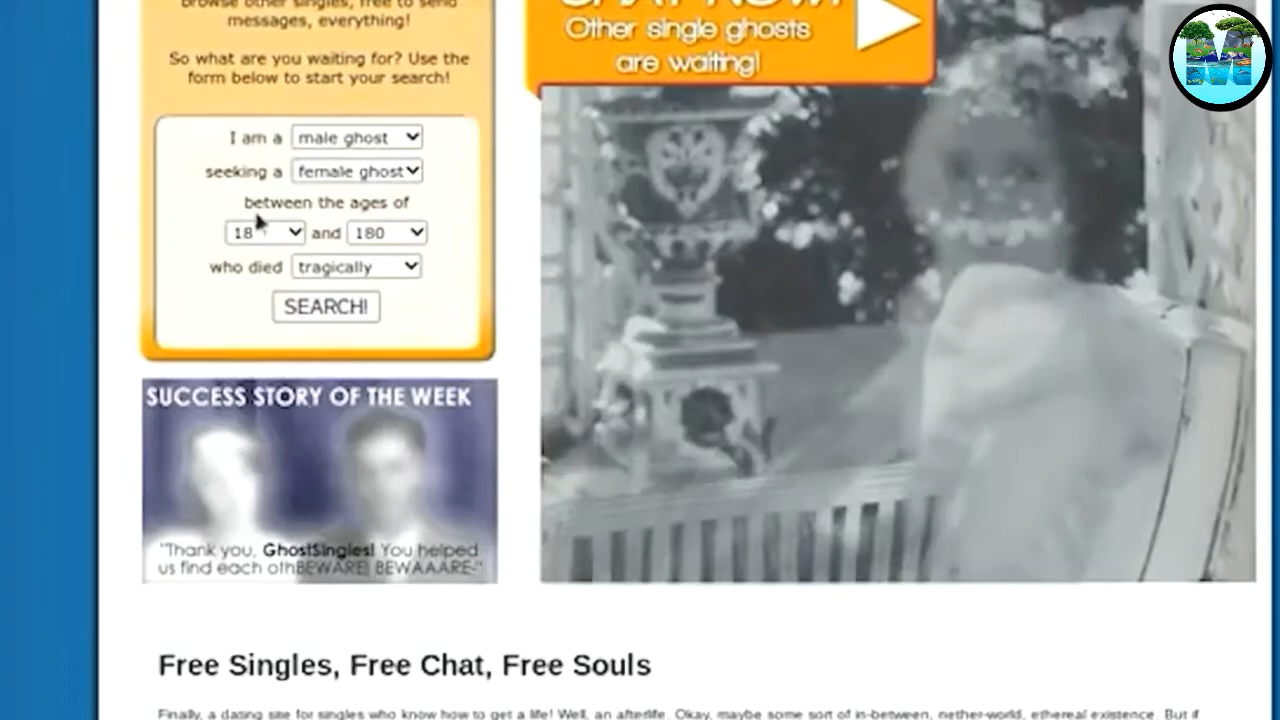 browse other singles, free to send
messages, everything!
So what are you waiting for? Use the
form below to start your search!
I am a male ghost
seeking a female ghost
between the ages of
18 and 180
who died tragically
SEARCH!
SUCCESS STORY OF THE WEEK
"Thank you, GhostSingles! You helped
us find each othBEWARE! BEWAAARE-"
CHAT NOW!
Other single ghosts
are waiting!
Free Singles, Free Chat, Free Souls
Finally, a dating site for singles who know how to get a life! Well, an afterlife. Okay, maybe some sort of in-between, nether-world, ethereal existence. But if
M